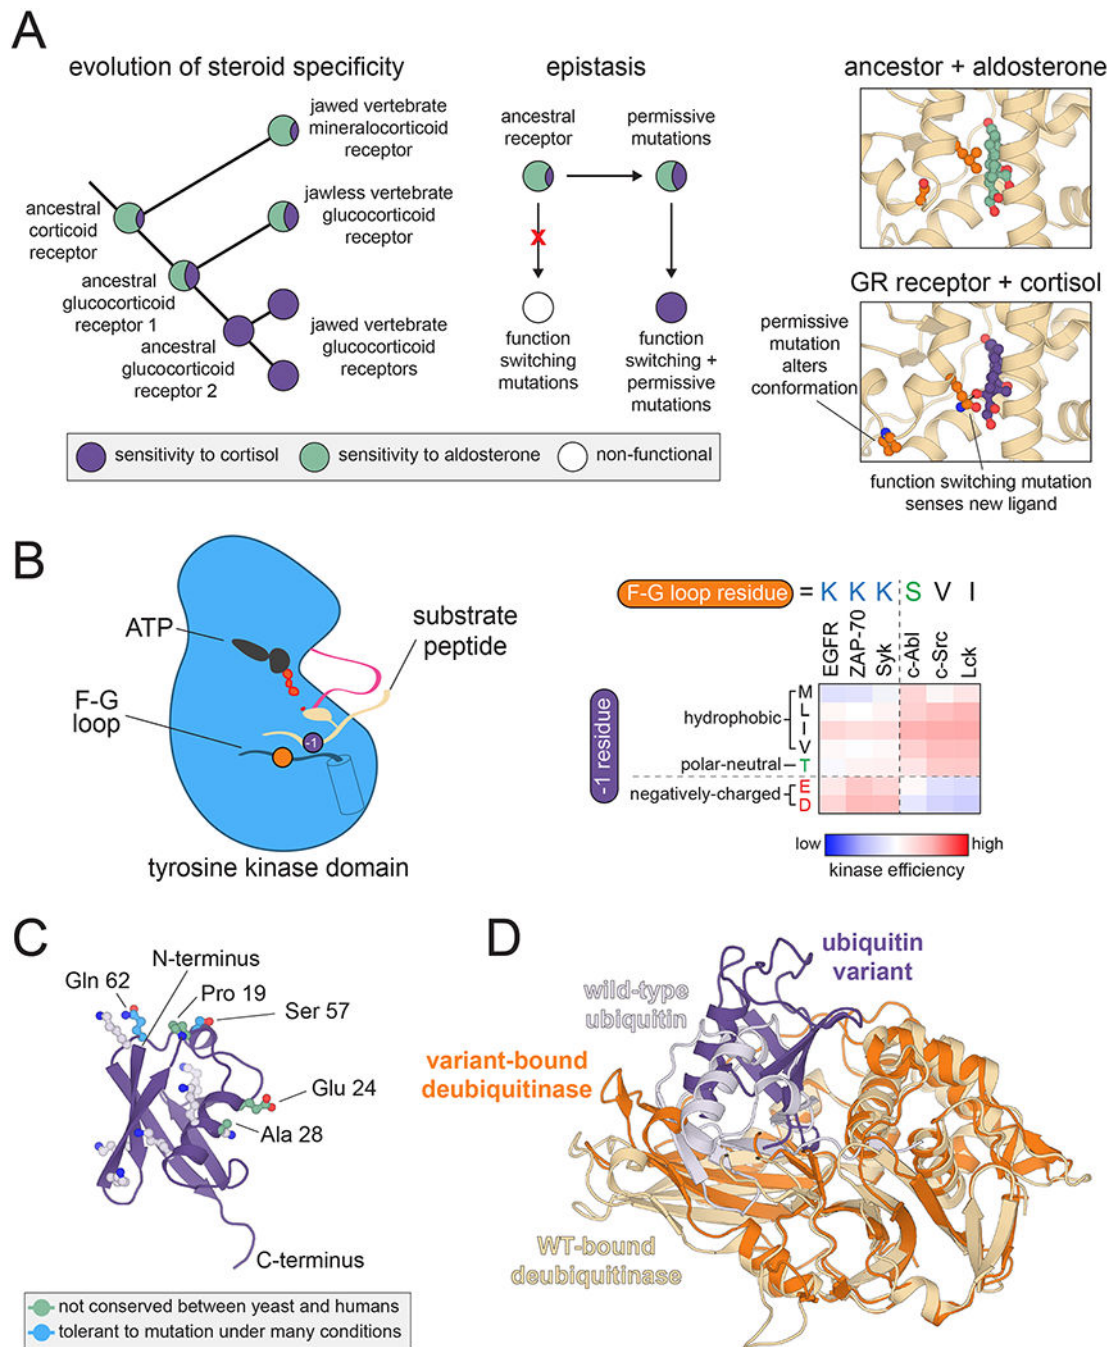 A
evolution of steroid specificity
jawed vertebrate
mineralocorticoid
receptor
jawless vertebrate
glucocorticoid
receptor
ancestral
corticoid
receptor
ancestral
glucocorticoid
receptor 1
ancestral
glucocorticoid
receptor 2
jawed vertebrate
glucocorticoid
receptors
epistasis
ancestral
receptor
permissive
mutations
X
function
switching
mutations
function
switching +
permissive
mutations
sensitivity to cortisol
sensitivity to aldosterone
non-functional
ancestor + aldosterone
GR receptor + cortisol
permissive
mutation
alters
conformation
function switching mutation
senses new ligand
B
ATP
substrate
peptide
F-G
loop
-1
tyrosine kinase domain
F-G loop residue = K K K S V I
EGFR
ZAP-70
Syk
c-Abl
c-Src
Lck
-1 residue
hydrophobic
M
L
I
V
polar-neutral T
negatively-charged
E
D
low high
kinase efficiency
C
N-terminus
Gln 62
Pro 19
Ser 57
Glu 24
Ala 28
C-terminus
not conserved between yeast and humans
tolerant to mutation under many conditions
D
ubiquitin
variant
wild-type
ubiquitin
variant-bound
deubiquitinase
WT-bound
deubiquitinase